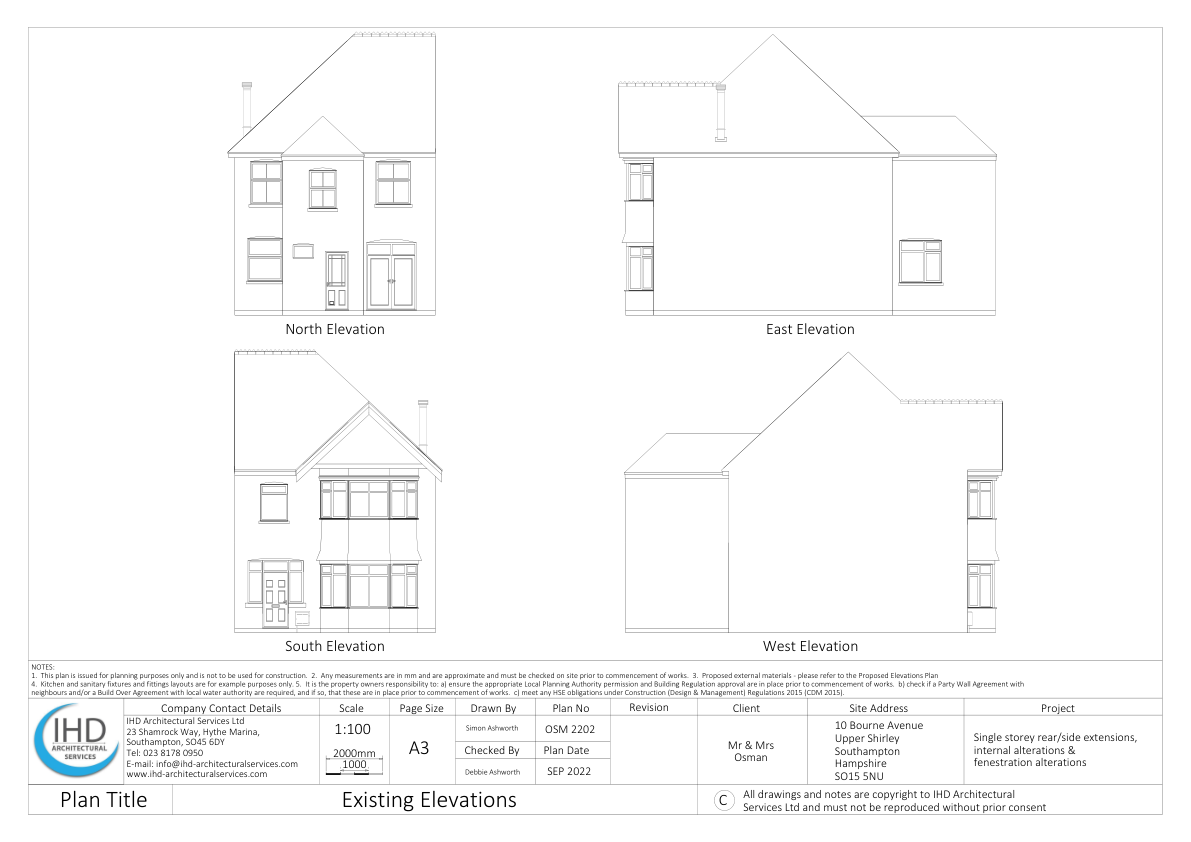 North Elevation
East Elevation
South Elevation
West Elevation
NOTES:
1. This plan is issued for planning purposes only and is not to be used for construction. 2. Any measurements are in mm and are approximate and must be checked on site prior to commencement of works. 3. Proposed external materials - please refer to the Proposed Elevations Plan
4. Kitchen and sanitary fixtures and fittings layouts are for example purposes only. 5. It is the property owners responsibility to: a) ensure the appropriate Local Planning Authority permission and Building Regulation approval are in place prior to commencement of works. b) check if a Party Wall Agreement with
neighbours and/or a Build Over Agreement with local water authority are required, and if so, that these are in place prior to commencement of works. c) meet any HSE obligations under Construction (Design & Management) Regulations 2015 (CDM 2015).
IHD
ARCHITECTURAL
SERVICES
Company Contact Details
IHD Architectural Services Ltd
23 Shamrock Way, Hythe Marina,
Southampton, SO45 6DY
Tel: 023 8178 0950
E-mail: info@ihd-architecturalservices.com
www.ihd-architecturalservices.com
Scale
1:100
2000mm
1000
Page Size
A3
Drawn By
Simon Ashworth
Checked By
Debbie Ashworth
Plan No
OSM 2202
Plan Date
SEP 2022
Revision
Client
Mr & Mrs
Osman
Site Address
10 Bourne Avenue
Upper Shirley
Southampton
Hampshire
SO15 5NU
Project
Single storey rear/side extensions,
internal alterations &
fenestration alterations
Plan Title
Existing Elevations
C
All drawings and notes are copyright to IHD Architectural
Services Ltd and must not be reproduced without prior consent